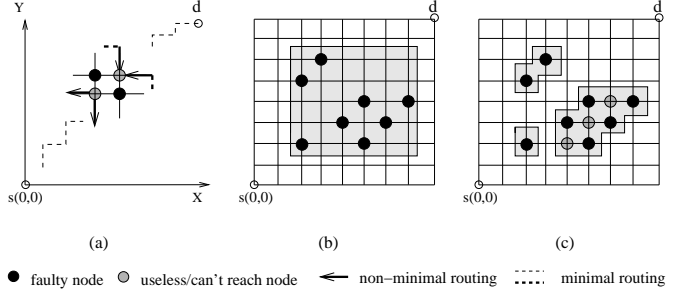 Y
d
s(0,0)
X
d
s(0,0)
d
s(0,0)
(a)
(b)
(c)
faulty node
useless/can't reach node
non−minimal routing
minimal routing